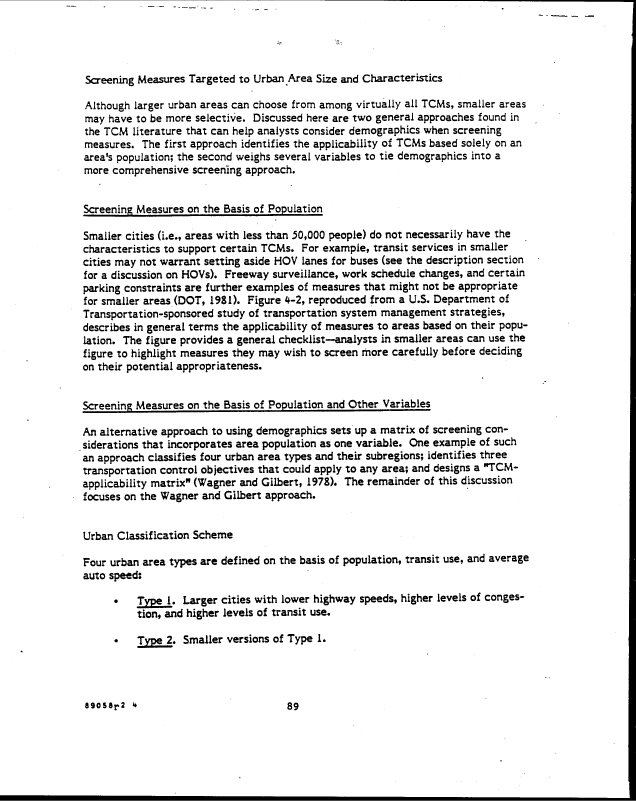 Screening Measures Targeted to Urban Area Size and Characteristics
Although larger urban areas can choose from among virtually all TCMs, smaller areas
may have to be more selective. Discussed here are two general approaches found in
the TCM literature that can help analysts consider demographics when screening
measures. The first approach identifies the applicability of TCMs based solely on an
area's population; the second weighs several variables to tie demographics into a
more comprehensive screening approach.
Screening Measures on the Basis of Population
Smaller cities (i.e., areas with less than 50,000 people) do not necessarily have the
characteristics to support certain TCMs. For example, transit services in smaller
cities may not warrant setting aside HOV lanes for buses (see the description section
for a discussion on HOVs). Freeway surveillance, work schedule changes, and certain
parking constraints are further examples of measures that might not be appropriate
for smaller areas (DOT, 1981). Figure 4-2, reproduced from a U.S. Department of
Transportation-sponsored study of transportation system management strategies,
describes in general terms the applicability of measures to areas based on their popu-
lation. The figure provides a general checklist—analysts in smaller areas can use the
figure to highlight measures they may wish to screen more carefully before deciding
on their potential appropriateness.
Screening Measures on the Basis of Population and Other Variables
An alternative approach to using demographics sets up a matrix of screening con-
siderations that incorporates area population as one variable. One example of such
an approach classifies four urban area types and their subregions; identifies three
transportation control objectives that could apply to any area; and designs a "TCM-
applicability matrix" (Wagner and Gilbert, 1978). The remainder of this discussion
focuses on the Wagner and Gilbert approach.
Urban Classification Scheme
Four urban area types are defined on the basis of population, transit use, and average
auto speed:
• Type 1. Larger cities with lower highway speeds, higher levels of conges-
tion, and higher levels of transit use.
• Type 2. Smaller versions of Type 1.
89058r2 4
89